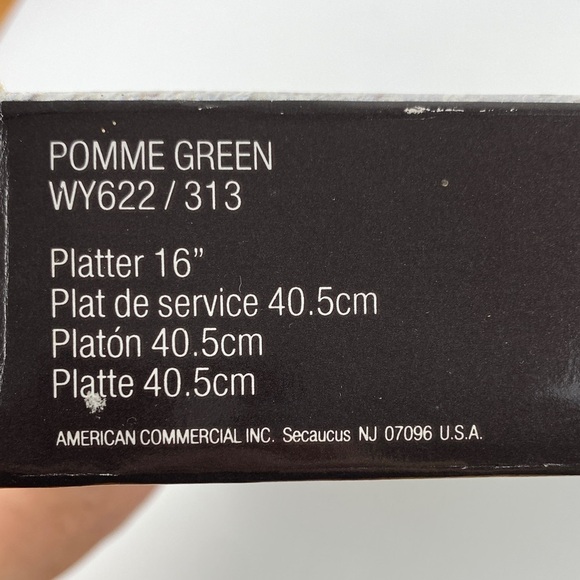 POMME GREEN
WY622 / 313
Platter 16”
Plat de service 40.5cm
Platón 40.5cm
Platte 40.5cm
AMERICAN COMMERCIAL INC. Secaucus NJ 07096 U.S.A.